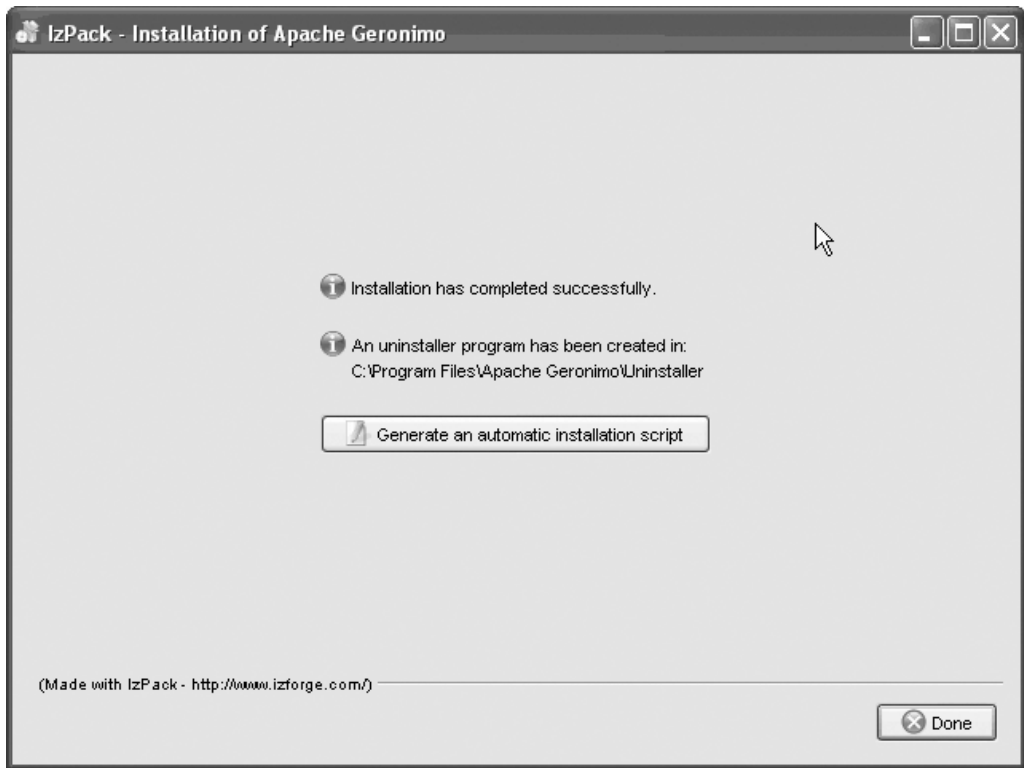 IzPack - Installation of Apache Geronimo
Installation has completed successfully.
An uninstaller program has been created in:
C:\Program Files\Apache Geronimo\Uninstaller
Generate an automatic installation script
(Made with IzPack - http://www.izforge.com/)
Done